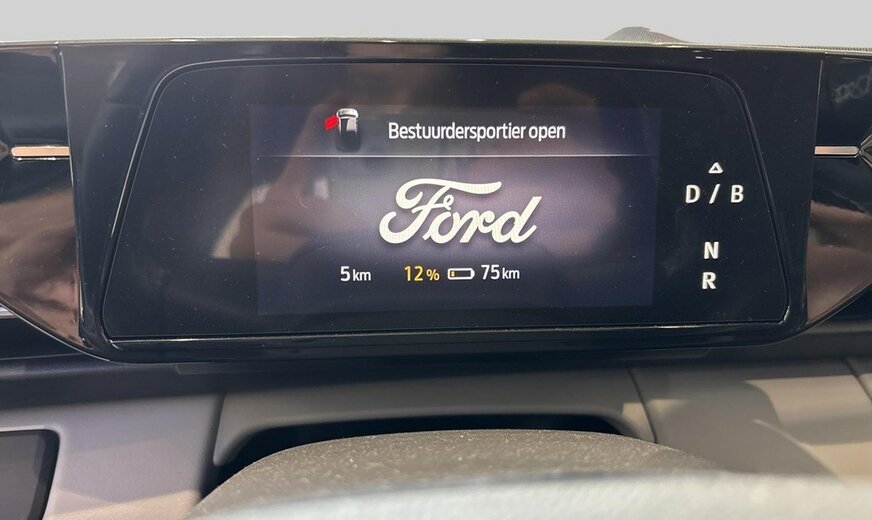 Bestuurdersportier open
Ford
5 km 12% 75 km
D / B
N
R